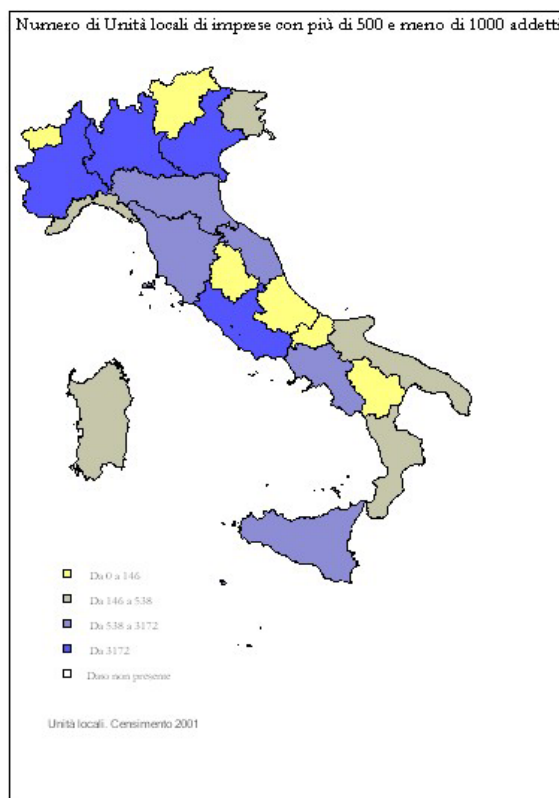 Numero di Unità locali di imprese con più di 500 e meno di 1000 addetti
Da 0 a 146
Da 146 a 538
Da 538 a 3172
Da 3172
Dato non presente
Unità locali. Censimento 2001